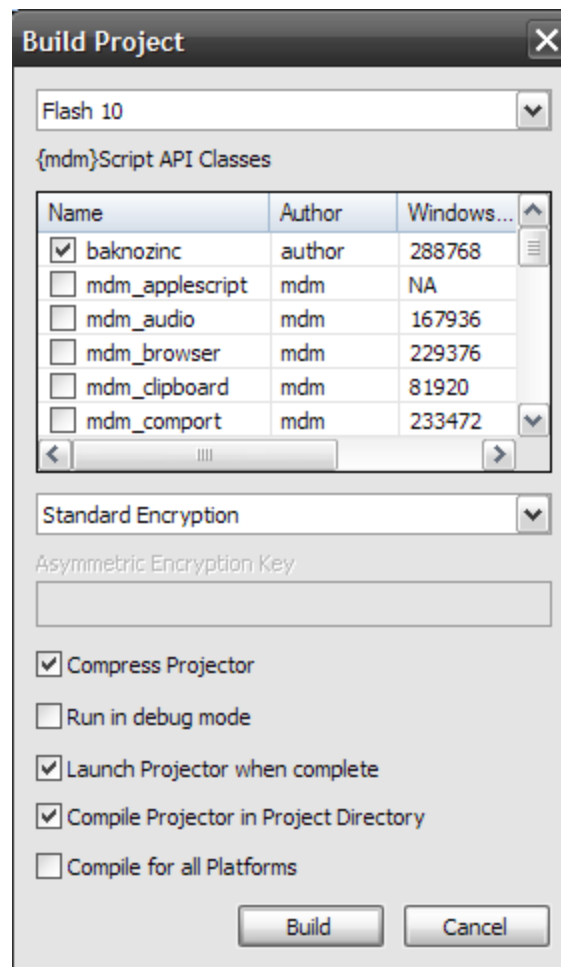 Build Project
Flash 10
{mdm}Script API Classes
Name Author Windows...
baknozinc author 288768
mdm_applescript mdm NA
mdm_audio mdm 167936
mdm_browser mdm 229376
mdm_clipboard mdm 81920
mdm_comport mdm 233472
Standard Encryption
Asymmetric Encryption Key
Compress Projector
Run in debug mode
Launch Projector when complete
Compile Projector in Project Directory
Compile for all Platforms
Build Cancel